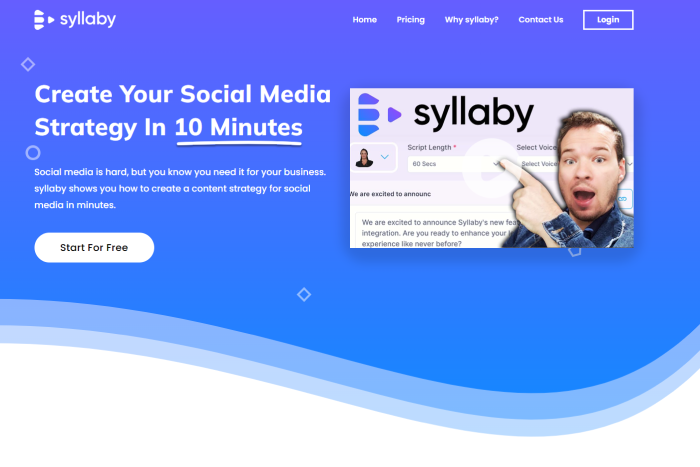 syllaby
Home Pricing Why syllaby? Contact Us Login
Create Your Social Media
Strategy In 10 Minutes
Social media is hard, but you know you need it for your business.
syllaby shows you how to create a content strategy for social
media in minutes.
Start For Free
syllaby
Script Length * Select Voice
60 Secs Select Voice
We are excited to announc
We are excited to announce Syllaby's new fea
integration. Are you ready to enhance your
experience like never before?